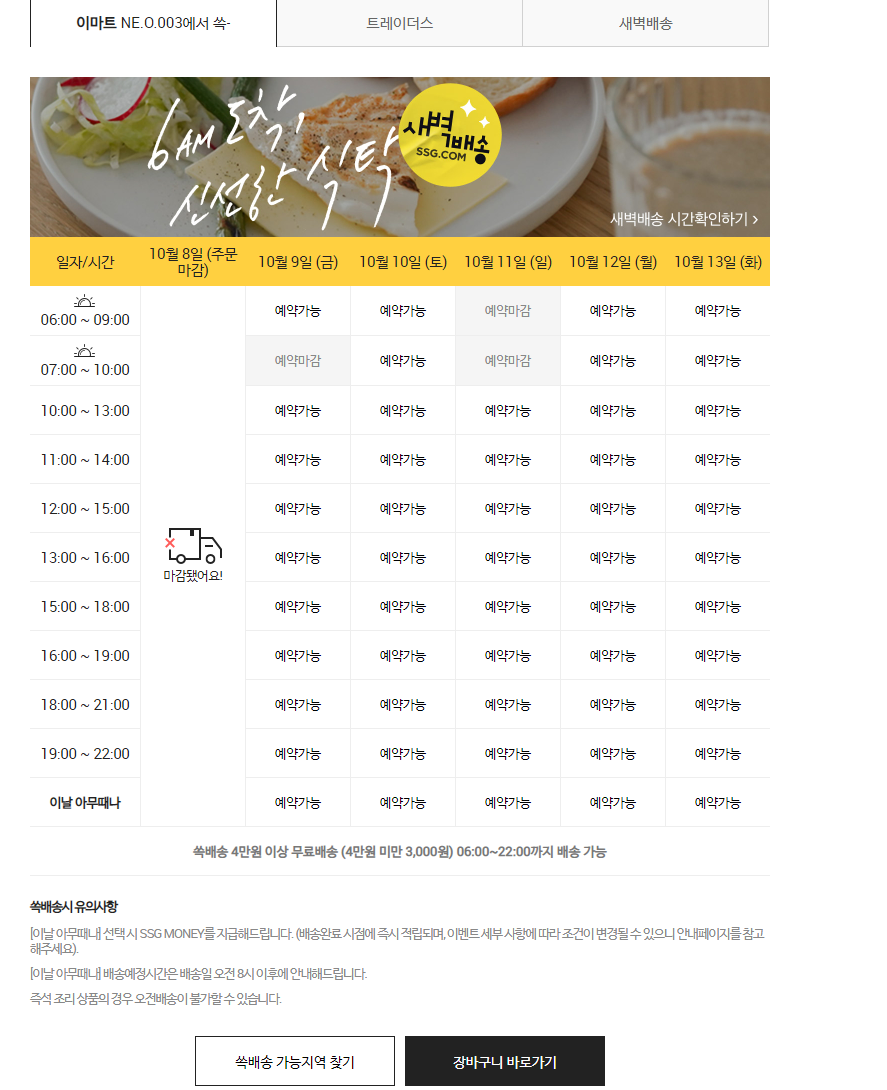 이마트 NE.O.003에서 쓱-
트레이더스
새벽배송
6AM 도착,
신선한 식탁
새벽배송
SSG.COM
새벽배송 시간확인하기 >
일자/시간 10월 8일 (주문마감) 10월 9일 (금) 10월 10일 (토) 10월 11일 (일) 10월 12일 (월) 10월 13일 (화)
06:00 ~ 09:00 예약가능 예약가능 예약마감 예약가능 예약가능
07:00 ~ 10:00 예약마감 예약가능 예약마감 예약가능 예약가능
10:00 ~ 13:00 예약가능 예약가능 예약가능 예약가능 예약가능
11:00 ~ 14:00 예약가능 예약가능 예약가능 예약가능 예약가능
12:00 ~ 15:00 예약가능 예약가능 예약가능 예약가능 예약가능
13:00 ~ 16:00 예약가능 예약가능 예약가능 예약가능 예약가능
마감됐어요!
15:00 ~ 18:00 예약가능 예약가능 예약가능 예약가능 예약가능
16:00 ~ 19:00 예약가능 예약가능 예약가능 예약가능 예약가능
18:00 ~ 21:00 예약가능 예약가능 예약가능 예약가능 예약가능
19:00 ~ 22:00 예약가능 예약가능 예약가능 예약가능 예약가능
이날 아무때나 예약가능 예약가능 예약가능 예약가능 예약가능
쓱배송 4만원 이상 무료배송 (4만원 미만 3,000원) 06:00~22:00까지 배송 가능
쓱배송시 유의사항
[이날 아무때나] 선택 시 SSG MONEY를 지급해드립니다. (배송완료 시점에 즉시 적립되며, 이벤트 세부 사항에 따라 조건이 변경될 수 있으니 안내페이지를 참고
해주세요).
[이날 아무때나] 배송예정시간은 배송일 오전 8시 이후에 안내해드립니다.
즉석 조리 상품의 경우 오전배송이 불가할 수 있습니다.
쓱배송 가능지역 찾기
장바구니 바로가기